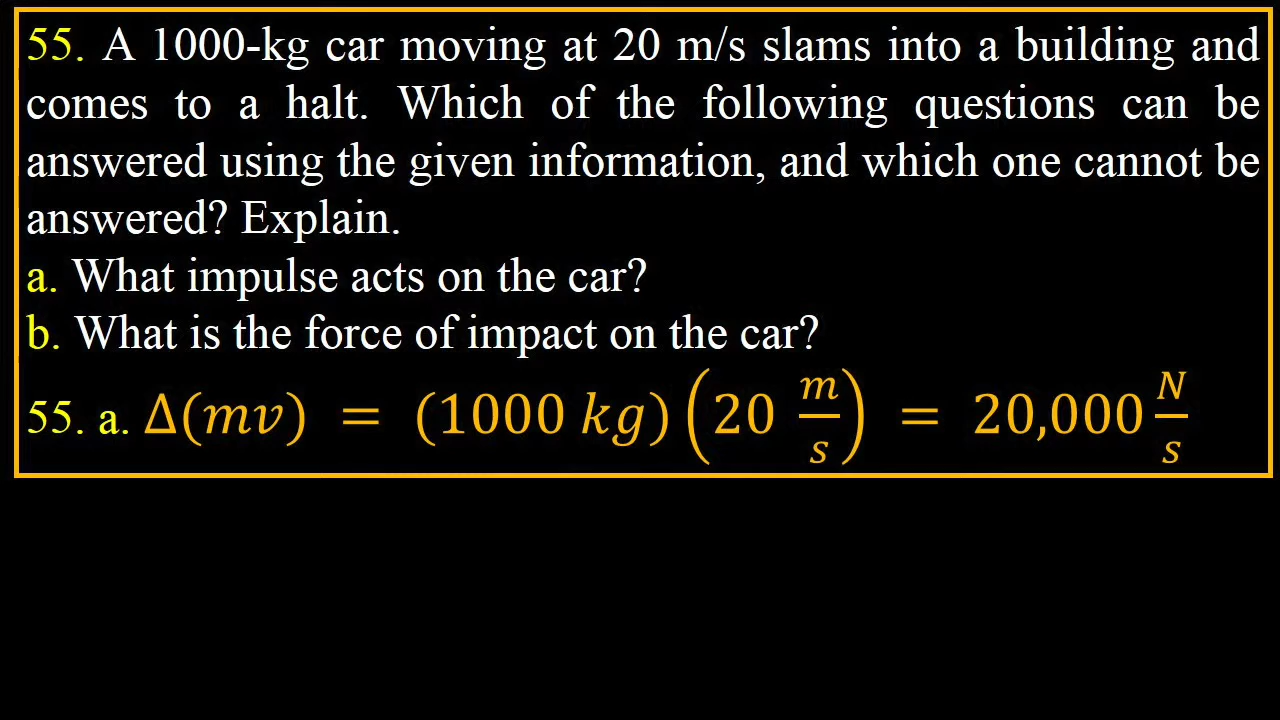 55. A 1000-kg car moving at 20 m/s slams into a building and
comes to a halt. Which of the following questions can be
answered using the given information, and which one cannot be
answered? Explain.
a. What impulse acts on the car?
b. What is the force of impact on the car?
55. a. Δ(mv) = (1000 kg)(20 m/s) = 20,000 N/s